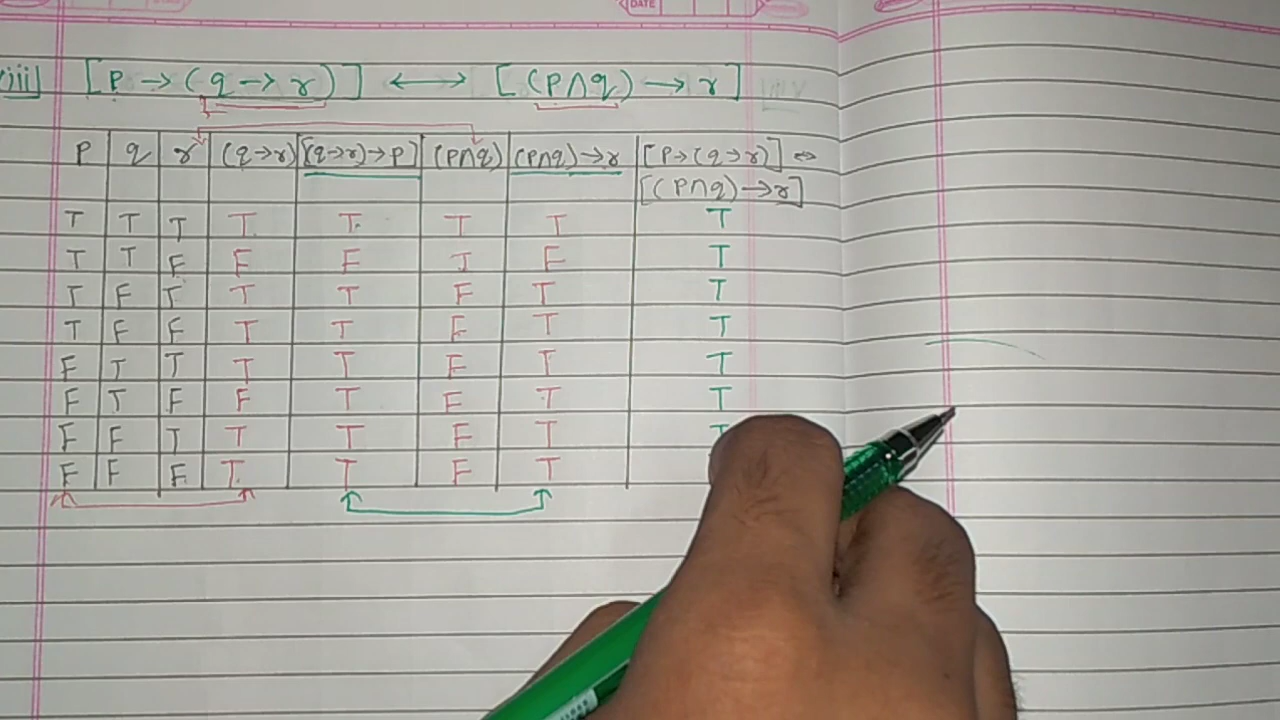 DATE
iii] [P → (q → r)] ⟷ [(P∧q) → r]
P q r (q→r) [(q→r)→P] (P∧q) (P∧q)→r [P→(q→r)] ⇔
[(P∧q)→r]
T T T T T T T T
T T F F F T F T
T F T T T F T T
T F F T T F T T
F T T T T F T T
F T F F T F T T
F F T T T F T T
F F F T T F T